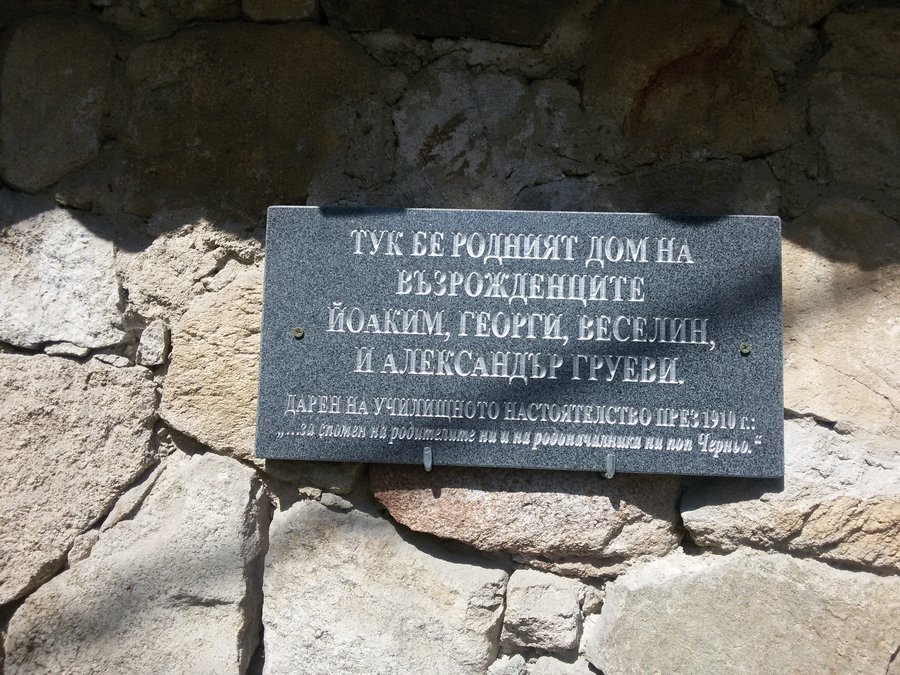 ТУК БЕ РОДНИЯТ ДОМ НА
ВЪЗРОЖДЕНЦИТЕ
ЙОАКИМ, ГЕОРГИ, ВЕСЕЛИН,
И АЛЕКСАНДЪР ГРУЕВИ.
ДАРЕН НА УЧИЛИЩНОТО НАСТОЯТЕЛСТВО ПРЕЗ 1910 г.:
„...за спомен на родителите ни и на родоначалника ни поп Черньо.“